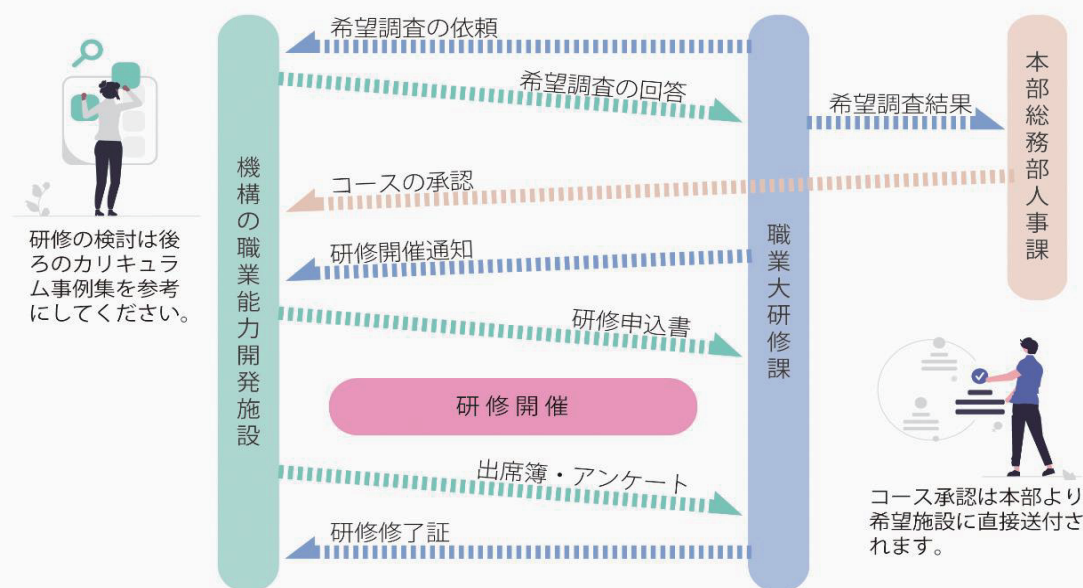 希望調査の依頼
希望調査の回答
希望調査結果
本部総務部人事課
機構の職業能力開発施設
コースの承認
職業大研修課
研修の検討は後
ろのカリキュラ
ム事例集を参考
にしてください。
研修開催通知
研修申込書
研修開催
出席簿・アンケート
コース承認は本部より
希望施設に直接送付さ
れます。
研修修了証